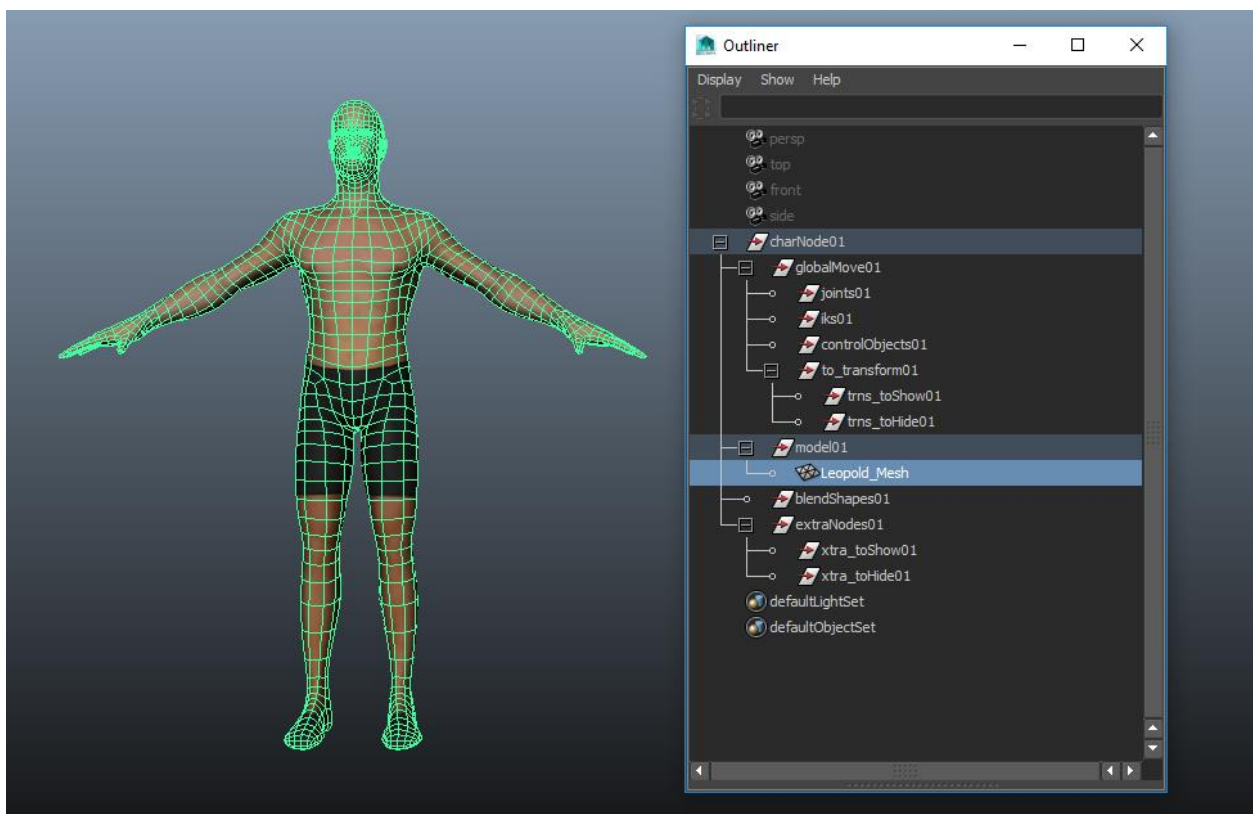 Outliner
Display Show Help
persp
top
front
side
charNode01
globalMove01
joints01
iks01
controlObjects01
to_transform01
trns_toShow01
trns_toHide01
model01
Leopold_Mesh
blendShapes01
extraNodes01
xtra_toShow01
xtra_toHide01
defaultLightSet
defaultObjectSet